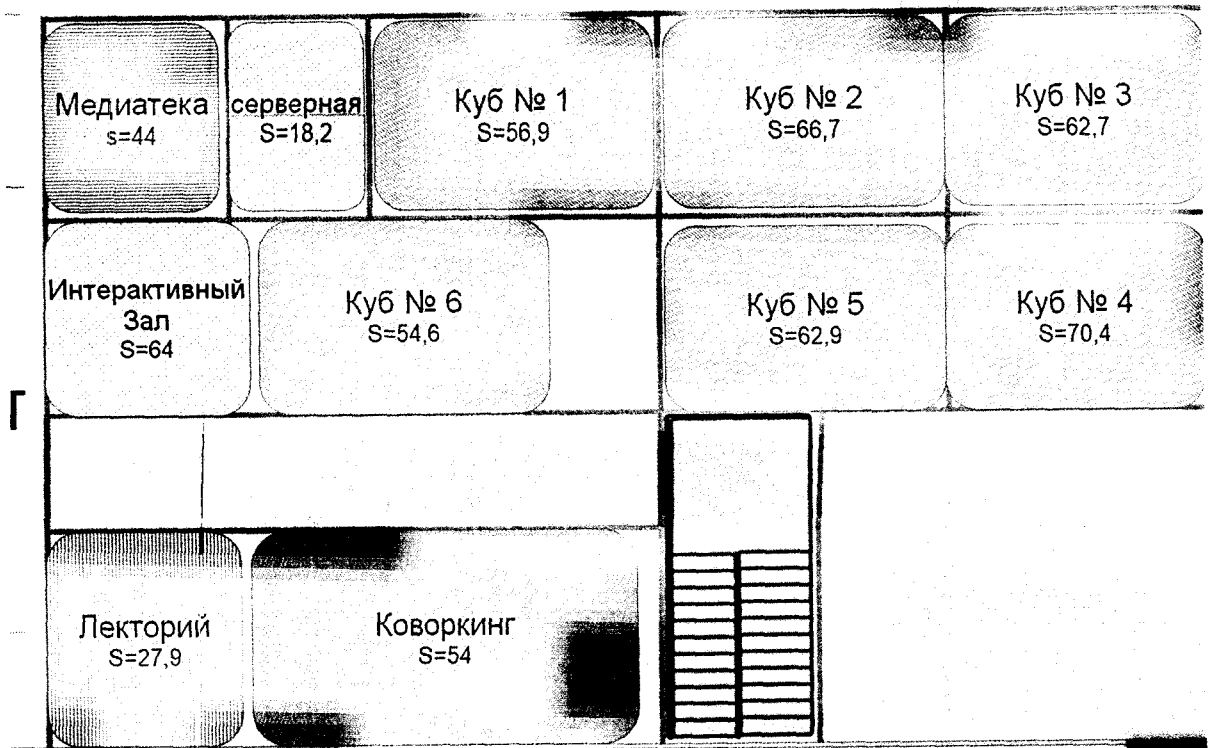 Медиатека
s=44
серверная
S=18,2
Куб № 1
S=56,9
Куб № 2
S=66,7
Куб № 3
S=62,7
Интерактивный
Зал
S=64
Куб № 6
S=54,6
Куб № 5
S=62,9
Куб № 4
S=70,4
Г
Лекторий
S=27,9
Коворкинг
S=54